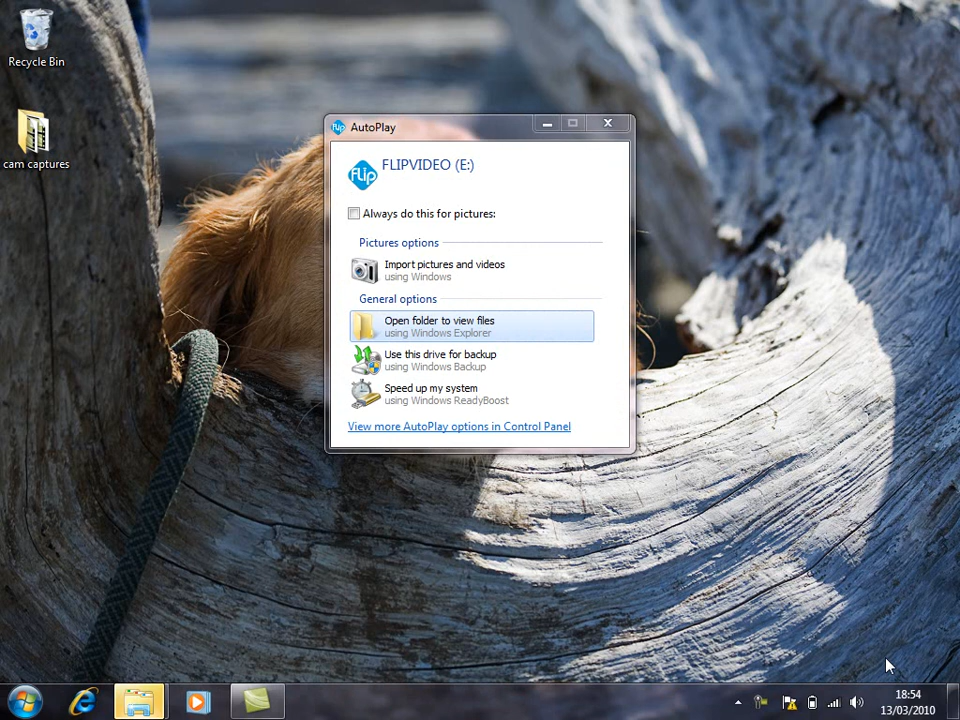 Recycle Bin
cam captures
AutoPlay
flip
FLIPVIDEO (E:)
Always do this for pictures:
Pictures options
Import pictures and videos
using Windows
General options
Open folder to view files
using Windows Explorer
Use this drive for backup
using Windows Backup
Speed up my system
using Windows ReadyBoost
View more AutoPlay options in Control Panel
18:54
13/03/2010